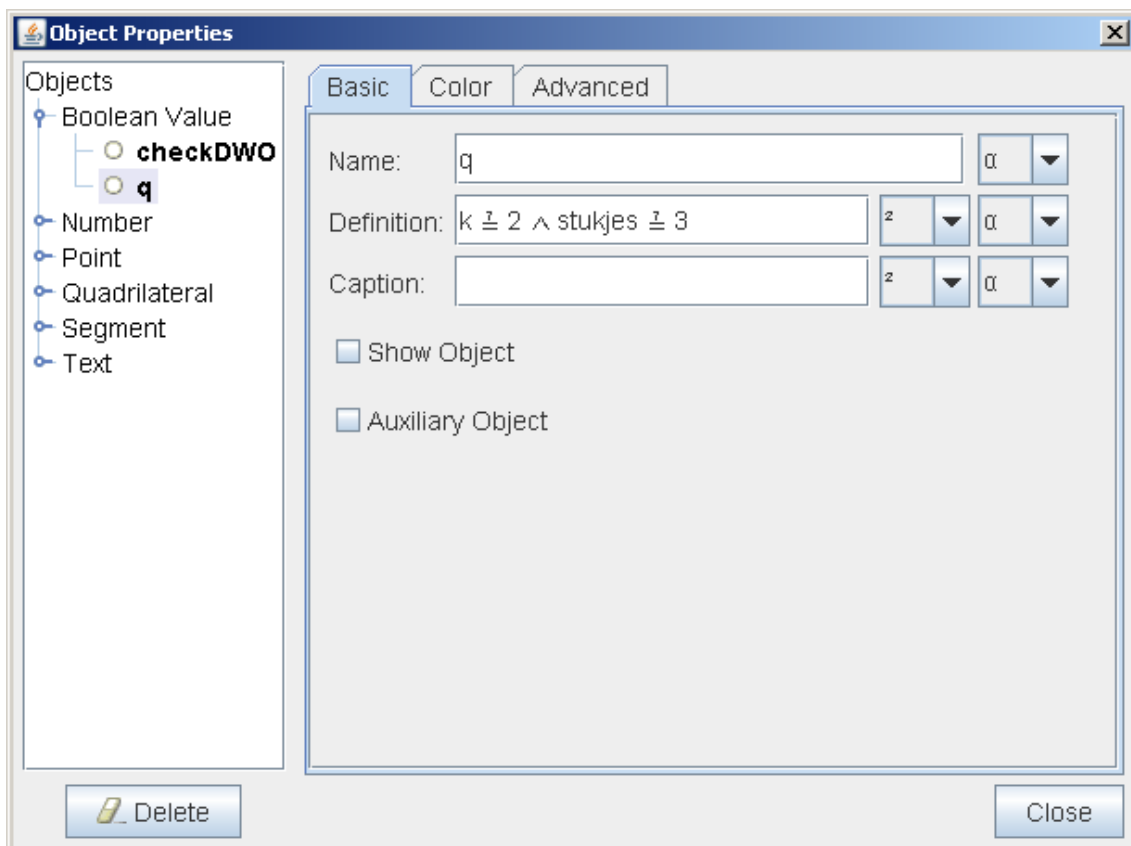 Object Properties
Objects
Boolean Value
checkDWO
q
Number
Point
Quadrilateral
Segment
Text
Basic Color Advanced
Name: q α
Definition: k ≟ 2 ∧ stukjes ≟ 3 ² α
Caption: ² α
Show Object
Auxiliary Object
Delete
Close